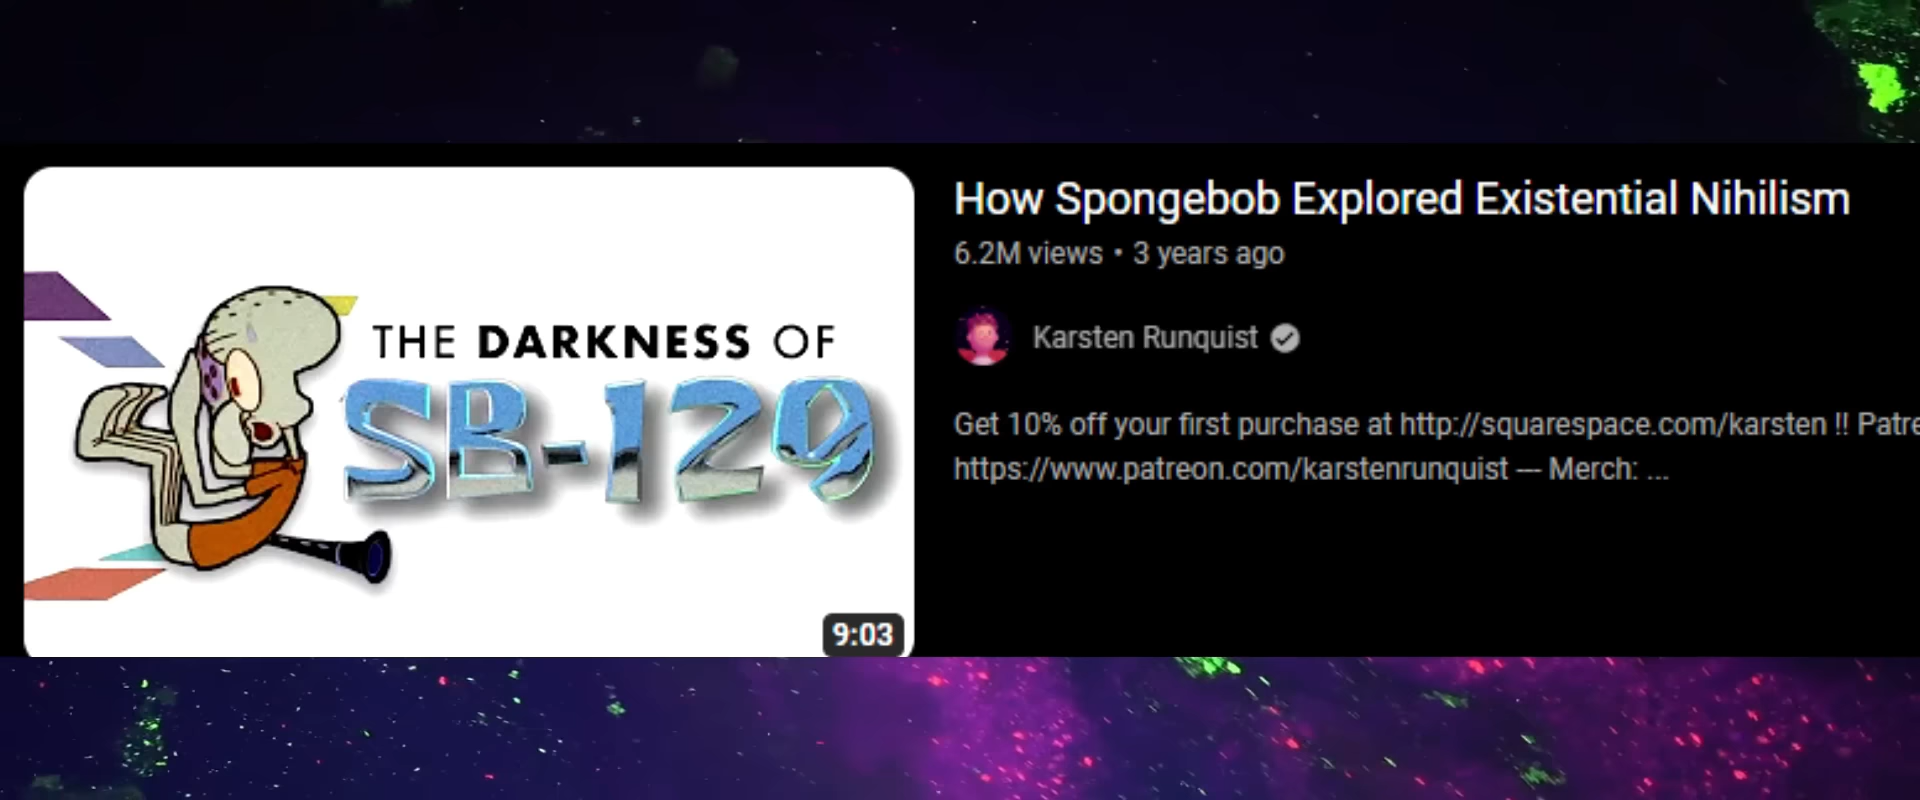 THE DARKNESS OF
SB-129
9:03
How Spongebob Explored Existential Nihilism
6.2M views • 3 years ago
Karsten Runquist
Get 10% off your first purchase at http://squarespace.com/karsten !! Patre
https://www.patreon.com/karstenrunquist --- Merch: ...